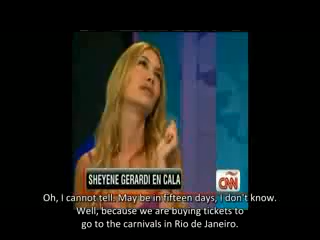 SHEYENE GERARDI EN CALA
CNN
Oh, I cannot tell. May be in fifteen days, I don't know.
Well, because we are buying tickets to
go to the carnivals in Rio de Janeiro.